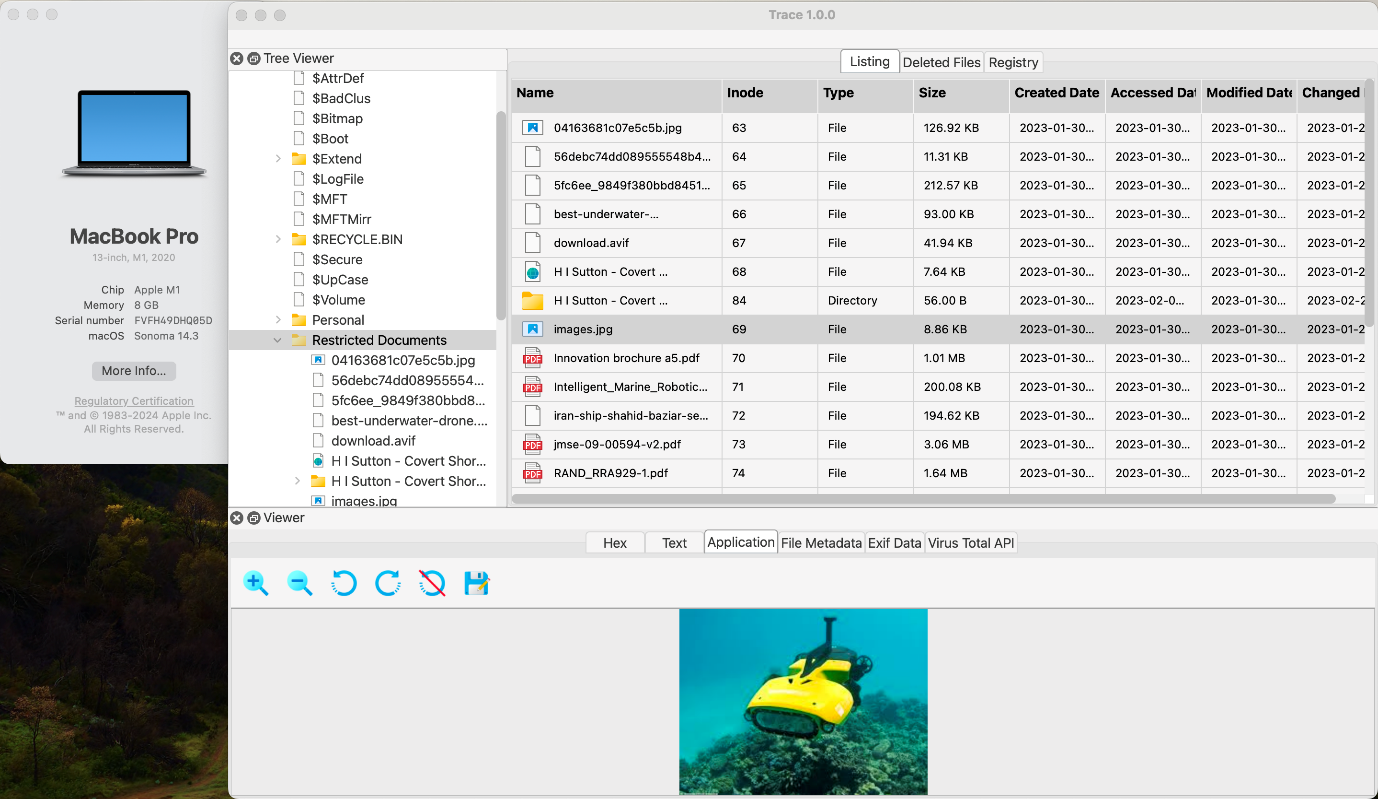 MacBook Pro
13-inch, M1, 2020
Chip Apple M1
Memory 8 GB
Serial number FVFH49DHQ05D
macOS Sonoma 14.3
More Info...
Regulatory Certification
™ and © 1983-2024 Apple Inc.
All Rights Reserved.
Trace 1.0.0
Tree Viewer
$AttrDef
$BadClus
$Bitmap
$Boot
$Extend
$LogFile
$MFT
$MFTMirr
$RECYCLE.BIN
$Secure
$UpCase
$Volume
Personal
Restricted Documents
04163681c07e5c5b.jpg
56debc74dd08955554...
5fc6ee_9849f380bbd8...
best-underwater-drone....
download.avif
H I Sutton - Covert Shor...
H I Sutton - Covert Shor...
images.jpg
Listing Deleted Files Registry
Name Inode Type Size Created Date Accessed Dat Modified Date Changed
04163681c07e5c5b.jpg 63 File 126.92 KB 2023-01-30... 2023-01-30... 2023-01-30... 2023-01-2
56debc74dd089555548b4... 64 File 11.31 KB 2023-01-30... 2023-01-30... 2023-01-30... 2023-01-2
5fc6ee_9849f380bbd8451... 65 File 212.57 KB 2023-01-30... 2023-01-30... 2023-01-30... 2023-01-2
best-underwater-... 66 File 93.00 KB 2023-01-30... 2023-01-30... 2023-01-30... 2023-01-2
download.avif 67 File 41.94 KB 2023-01-30... 2023-01-30... 2023-01-30... 2023-01-2
H I Sutton - Covert ... 68 File 7.64 KB 2023-01-30... 2023-01-30... 2023-01-30... 2023-01-2
H I Sutton - Covert ... 84 Directory 56.00 B 2023-01-30... 2023-02-0... 2023-01-30... 2023-02-2
images.jpg 69 File 8.86 KB 2023-01-30... 2023-01-30... 2023-01-30... 2023-01-2
PDF Innovation brochure a5.pdf 70 File 1.01 MB 2023-01-30... 2023-01-30... 2023-01-30... 2023-01-2
PDF Intelligent_Marine_Robotic... 71 File 200.08 KB 2023-01-30... 2023-01-30... 2023-01-30... 2023-01-2
iran-ship-shahid-baziar-se... 72 File 194.62 KB 2023-01-30... 2023-01-30... 2023-01-30... 2023-01-2
PDF jmse-09-00594-v2.pdf 73 File 3.06 MB 2023-01-30... 2023-01-30... 2023-01-30... 2023-01-2
PDF RAND_RRA929-1.pdf 74 File 1.64 MB 2023-01-30... 2023-01-30... 2023-01-30... 2023-01-2
Viewer
Hex Text Application File Metadata Exif Data Virus Total API